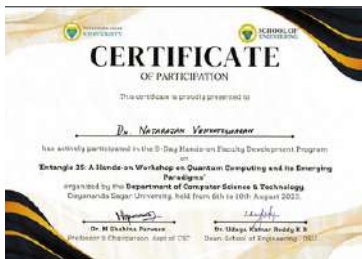 UNIVERSITY
SCHOOL OF
ENGINEERING
CERTIFICATE
OF PARTICIPATION
This certificate is proudly presented to
Dr. Natarajan Venkateswaran
has actively participated in the 5-Day Hands-on Faculty Development Program
on
"Entangle 25: A Hands-on Workshop on Quantum Computing and its Emerging
Paradigms"
organized by the Department of Computer Science & Technology
Dayananda Sagar University, held from 6th to 10th August 2025.
Dr. M Shahina Parveen
Professor & Chairperson, Dept of CST
Dr. Udaya Kumar Reddy K R
Dean, School of Engineering, DSU